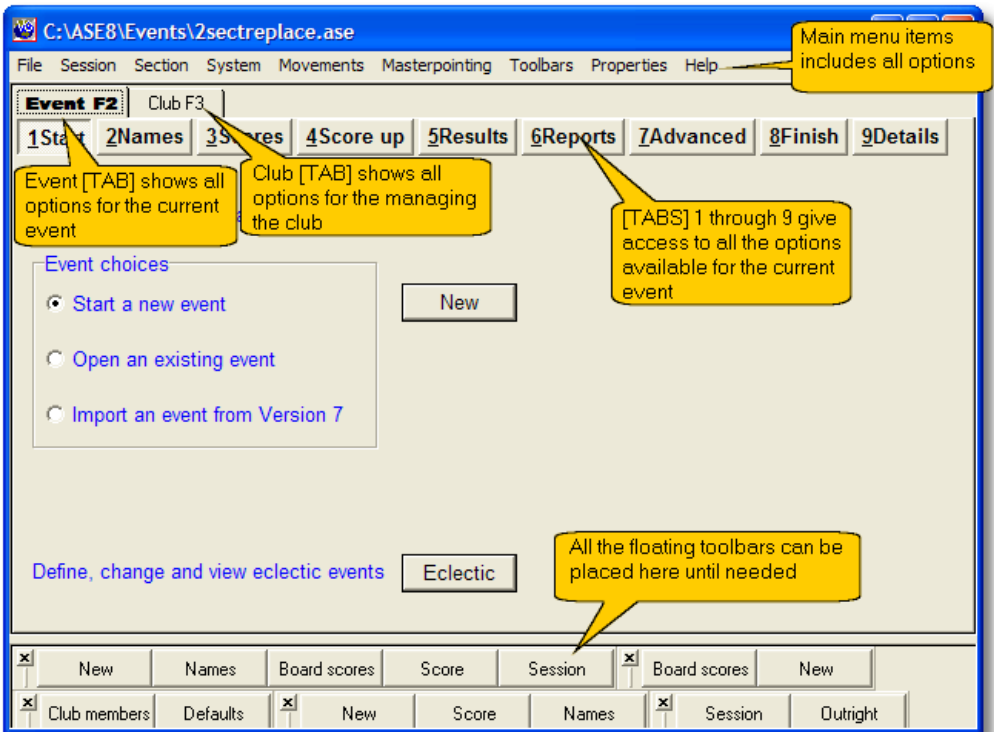 C:\ASE8\Events\2sectreplace.ase
File Session Section System Movements Masterpointing Toolbars Properties Help
Main menu items
includes all options
Event F2 Club F3
1Start 2Names 3Scores 4Score up 5Results 6Reports 7Advanced 8Finish 9Details
Event [TAB] shows all
options for the current
event
Club [TAB] shows all
options for the managing
the club
[TABS] 1 through 9 give
access to all the options
available for the current
event
Event choices
Start a new event
New
Open an existing event
Import an event from Version 7
All the floating toolbars can be
placed here until needed
Define, change and view eclectic events
Eclectic
New Names Board scores Score Session Board scores New
Club members Defaults New Score Names Session Outright